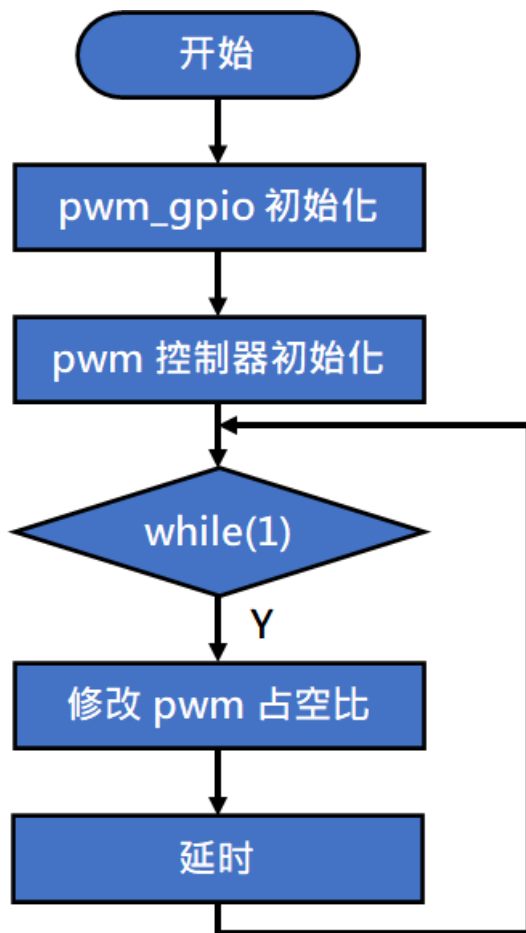 开始
pwm_gpio 初始化
pwm 控制器初始化
while(1)
Y
修改 pwm 占空比
延时